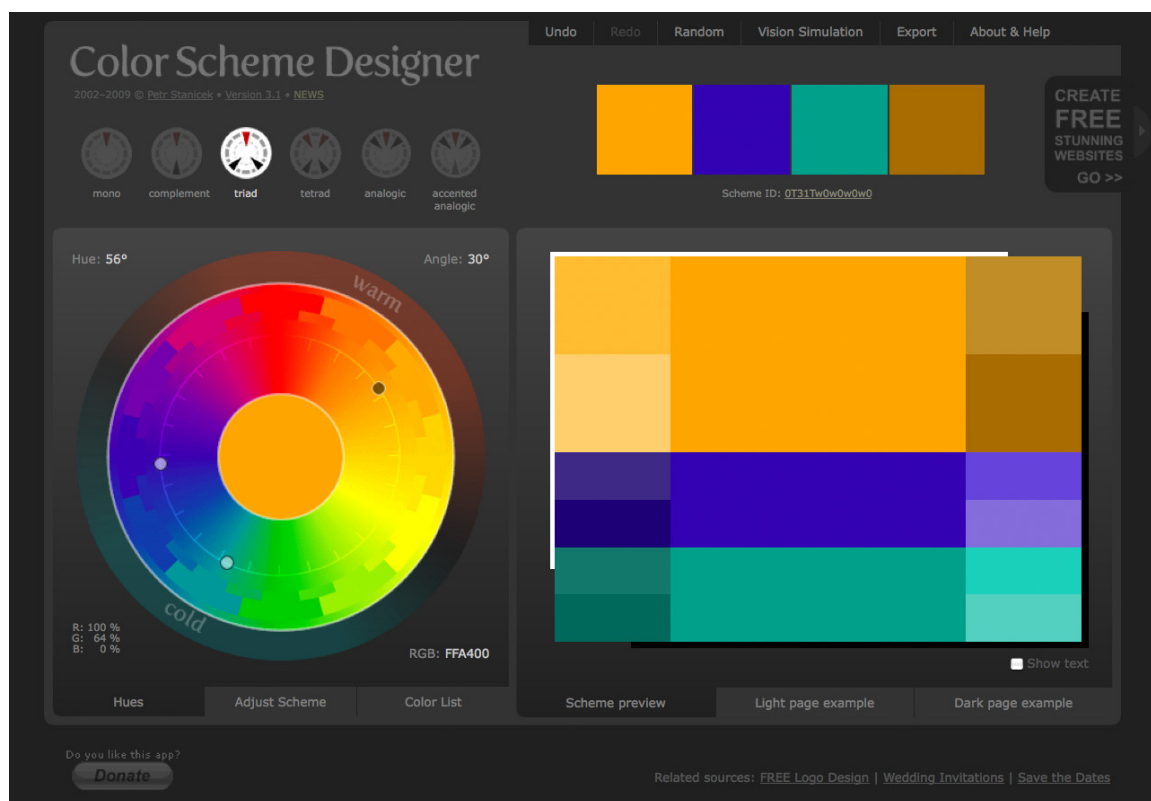 Undo Redo Random Vision Simulation Export About & Help
Color Scheme Designer
2002–2009 © Petr Stanicek • Version 3.1 • NEWS
CREATE
FREE
STUNNING
WEBSITES
GO >>
mono complement triad tetrad analogic accented
analogic
Scheme ID: 0T31Tw0w0w0w0
Hue: 56° Angle: 30°
warm
cold
R: 100 %
G: 64 %
B: 0 %
RGB: FFA400
Show text
Hues Adjust Scheme Color List
Scheme preview Light page example Dark page example
Do you like this app?
Donate
Related sources: FREE Logo Design | Wedding Invitations | Save the Dates